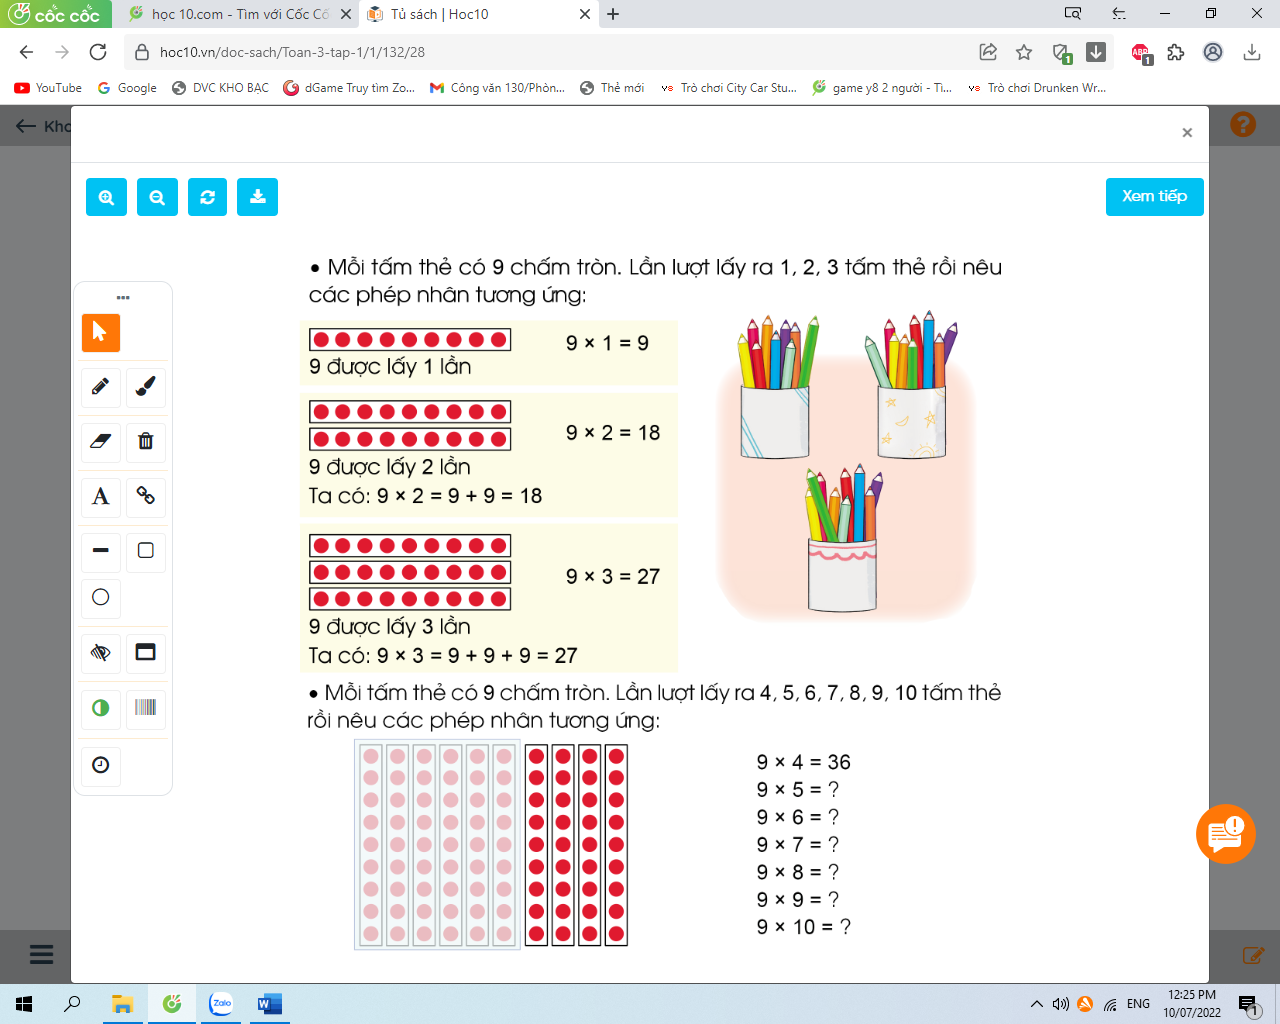 cốc cốc
học 10.com - Tìm với Cốc Cố
Tủ sách | Hoc10
hoc10.vn/doc-sach/Toan-3-tap-1/1/132/28
YouTube
Google
DVC KHO BẠC
dGame Truy tìm Zo...
Công văn 130/Phòn...
Thẻ mới
Trò chơi City Car Stu...
game y8 2 người - Tì...
Trò chơi Drunken Wr...
Kho
Xem tiếp
• Mỗi tấm thẻ có 9 chấm tròn. Lần lượt lấy ra 1, 2, 3 tấm thẻ rồi nêu
các phép nhân tương ứng:
9 × 1 = 9
9 được lấy 1 lần
9 × 2 = 18
9 được lấy 2 lần
Ta có: 9 × 2 = 9 + 9 = 18
9 × 3 = 27
9 được lấy 3 lần
Ta có: 9 × 3 = 9 + 9 + 9 = 27
• Mỗi tấm thẻ có 9 chấm tròn. Lần lượt lấy ra 4, 5, 6, 7, 8, 9, 10 tấm thẻ
rồi nêu các phép nhân tương ứng:
9 × 4 = 36
9 × 5 = ?
9 × 6 = ?
9 × 7 = ?
9 × 8 = ?
9 × 9 = ?
9 × 10 = ?
Zalo
ENG
12:25 PM
10/07/2022
1